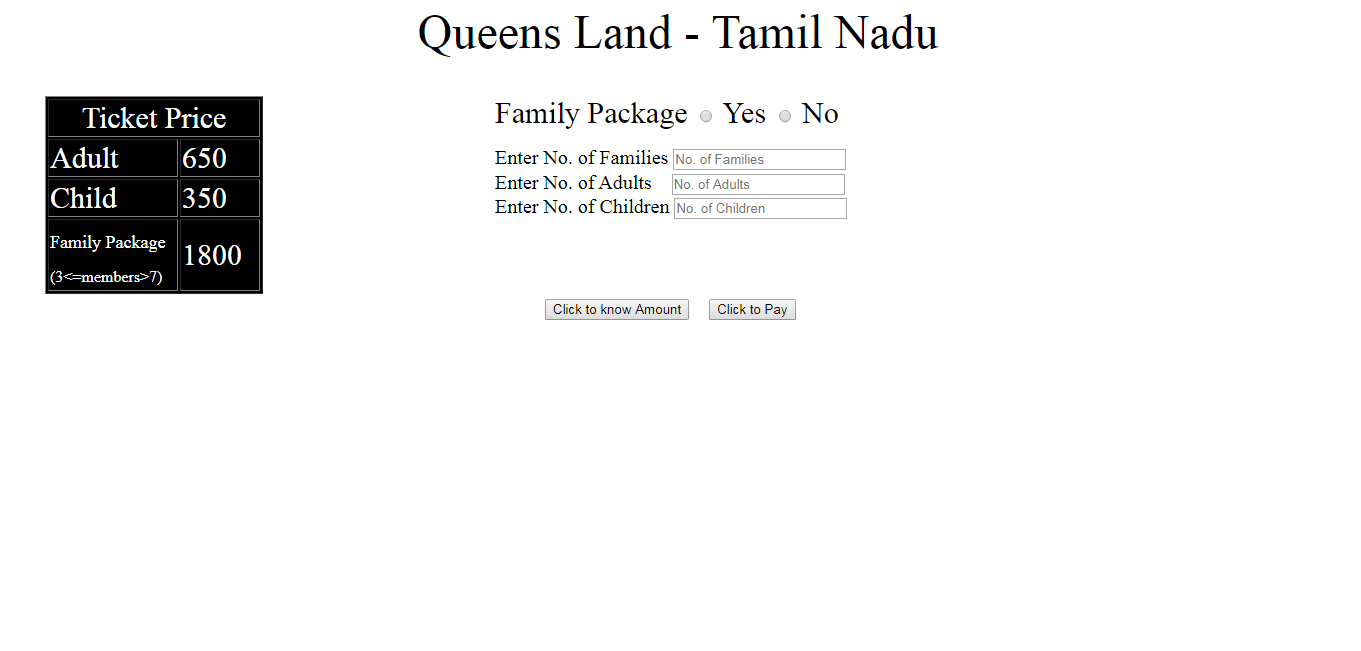 Queens Land - Tamil Nadu
Ticket Price
Adult 650
Child 350
Family Package
(3<=members>7)
1800
Family Package Yes No
Enter No. of Families No. of Families
Enter No. of Adults No. of Adults
Enter No. of Children No. of Children
Click to know Amount Click to Pay